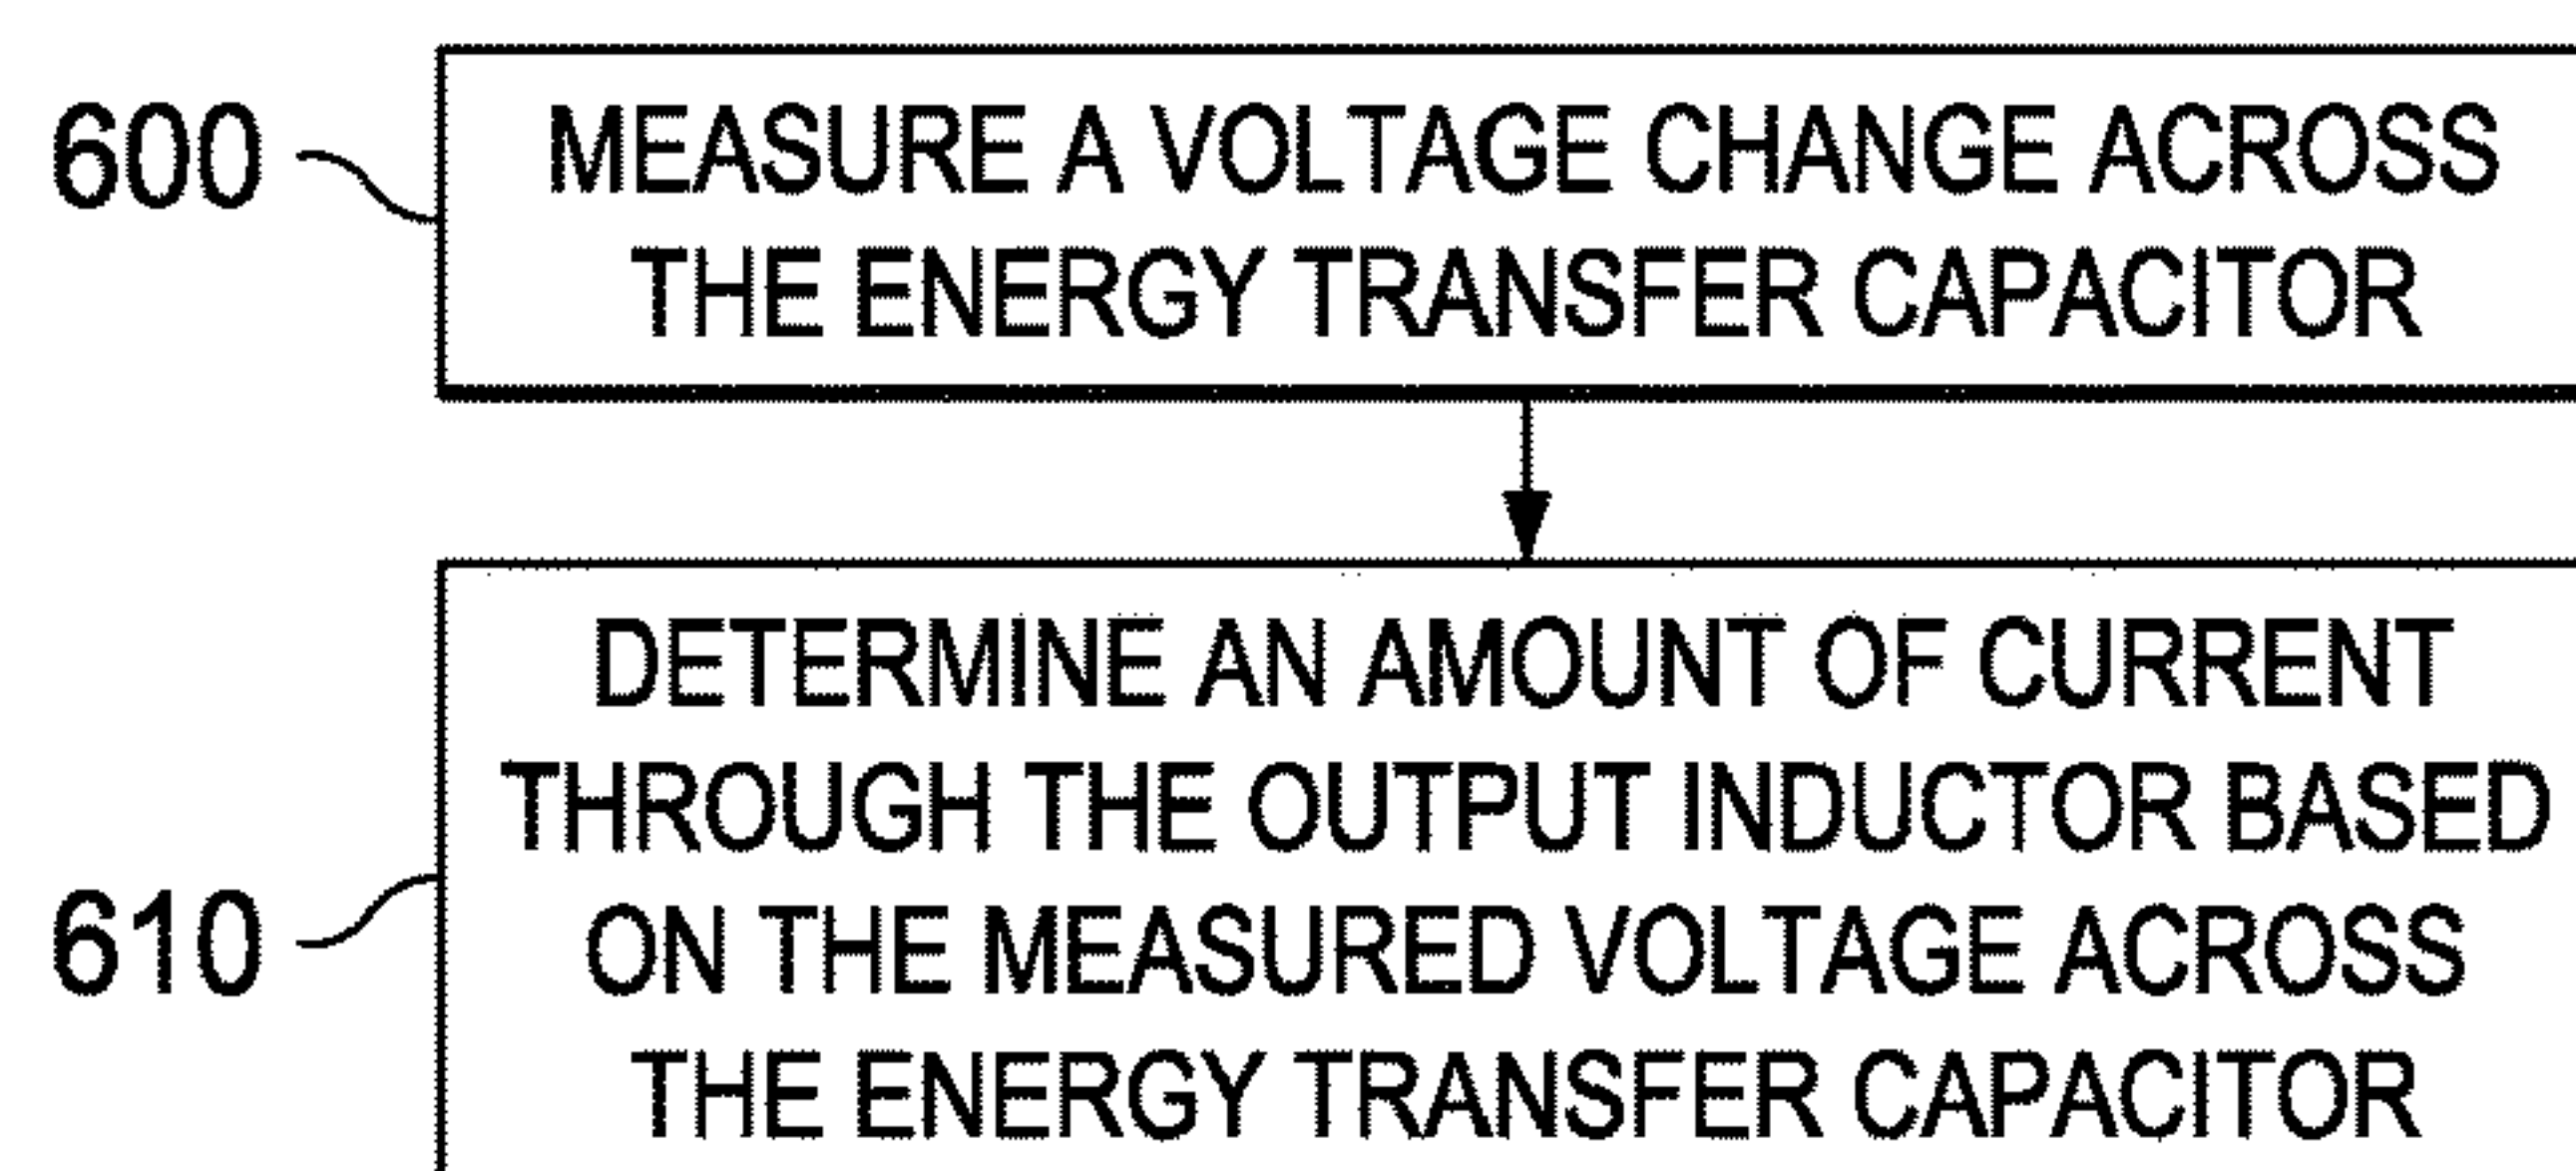 600
MEASURE A VOLTAGE CHANGE ACROSS
THE ENERGY TRANSFER CAPACITOR
610
DETERMINE AN AMOUNT OF CURRENT
THROUGH THE OUTPUT INDUCTOR BASED
ON THE MEASURED VOLTAGE ACROSS
THE ENERGY TRANSFER CAPACITOR